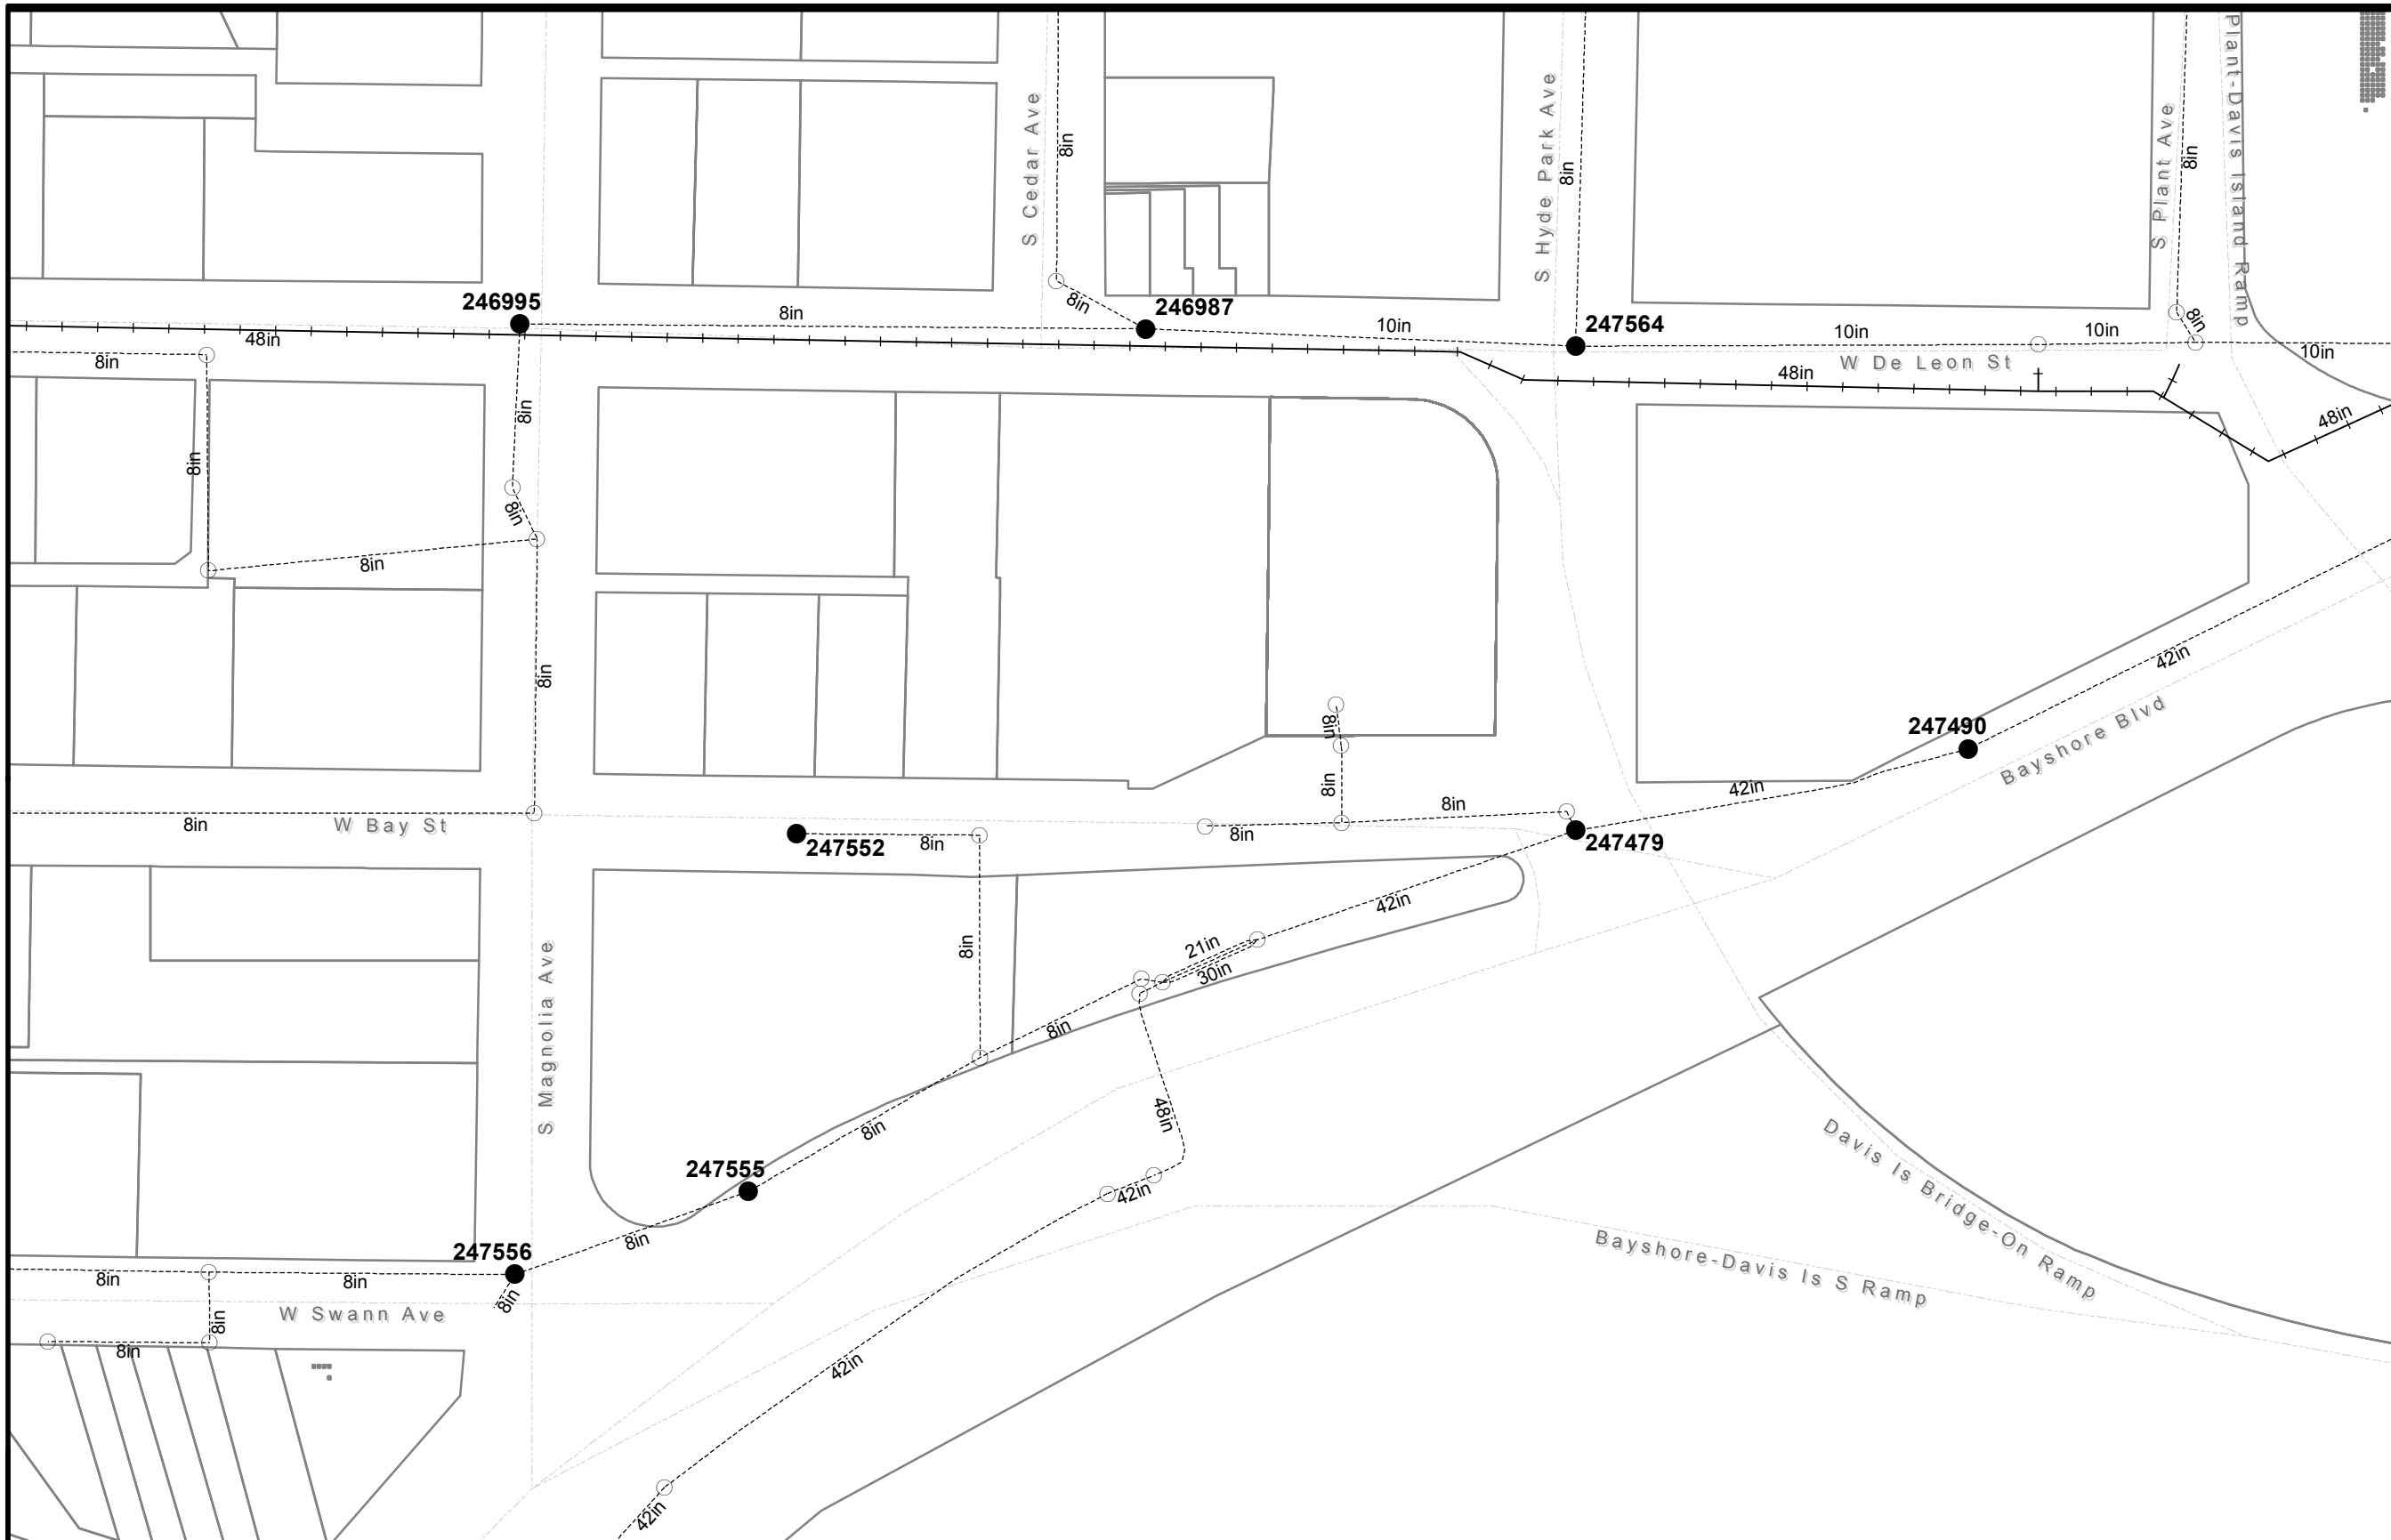 Plant-Davis Island Ramp
S Cedar Ave
8in
S Hyde Park Ave
8in
S Plant Ave
8in
246995
8in
8in
246987
10in
247564
10in
10in
8in
10in
48in
8in
W De Leon St
48in
48in
8in
8in
8in
8in
8in
42in
8in
8in
247490
Bayshore Blvd
42in
8in
W Bay St
247552
8in
8in
8in
247479
42in
S Magnolia Ave
8in
21in
30in
8in
48in
8in
247555
42in
Davis Is Bridge-On Ramp
247556
8in
Bayshore-Davis Is S Ramp
8in
8in
8in
W Swann Ave
8in
8in
42in
42in